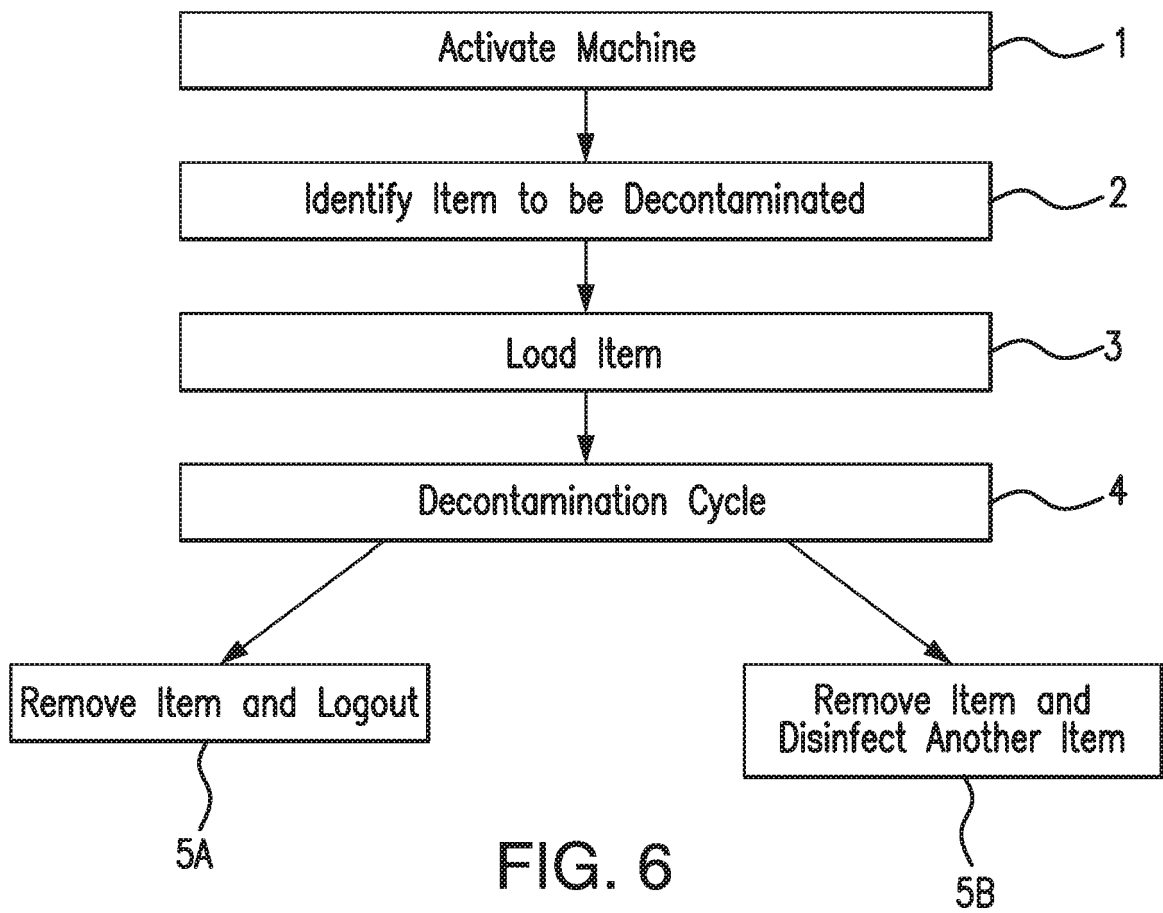 Activate Machine
1
Identify Item to be Decontaminated
2
Load Item
3
Decontamination Cycle
4
Remove Item and Logout
5A
Remove Item and
Disinfect Another Item
5B
FIG. 6